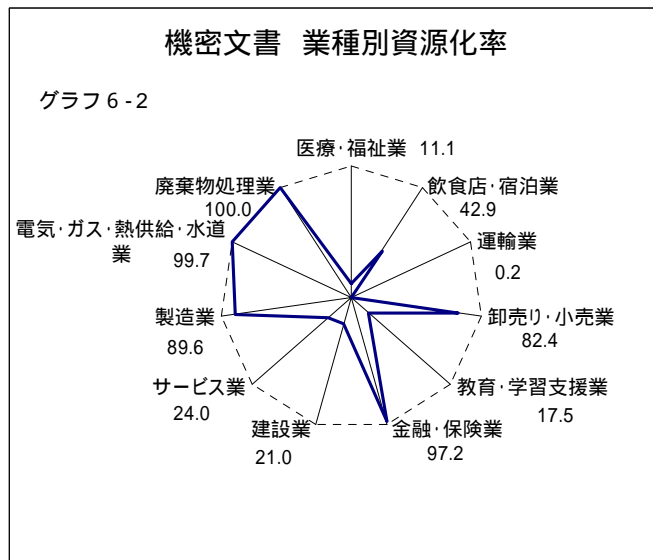 機密文書 業種別資源化率
グラフ6-2
医療・福祉業 11.1
飲食店・宿泊業
42.9
運輸業
0.2
卸売り・小売業
82.4
教育・学習支援業
17.5
金融・保険業
97.2
建設業
21.0
サービス業
24.0
製造業
89.6
電気・ガス・熱供給・水道
業
99.7
廃棄物処理業
100.0